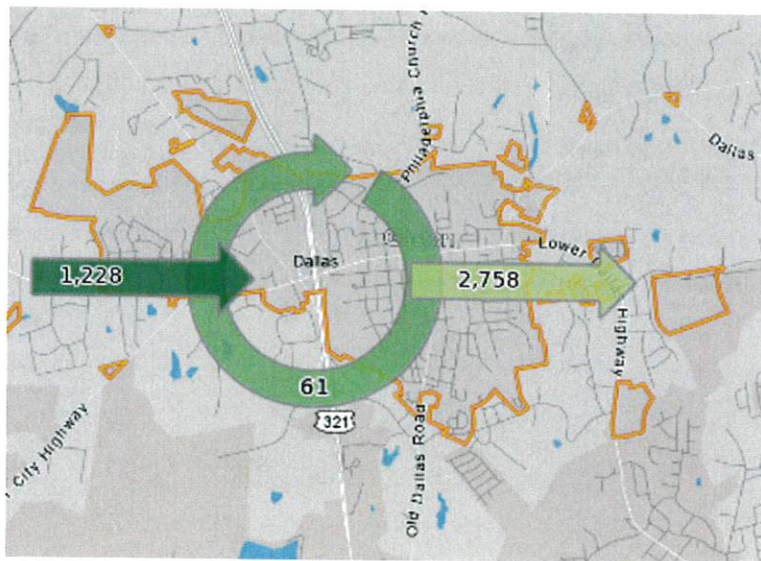 Philadelphia Church
Dallas
Dallas
Lower
1,228
2,758
Highway
61
321
Old Dallas Road
City Highway